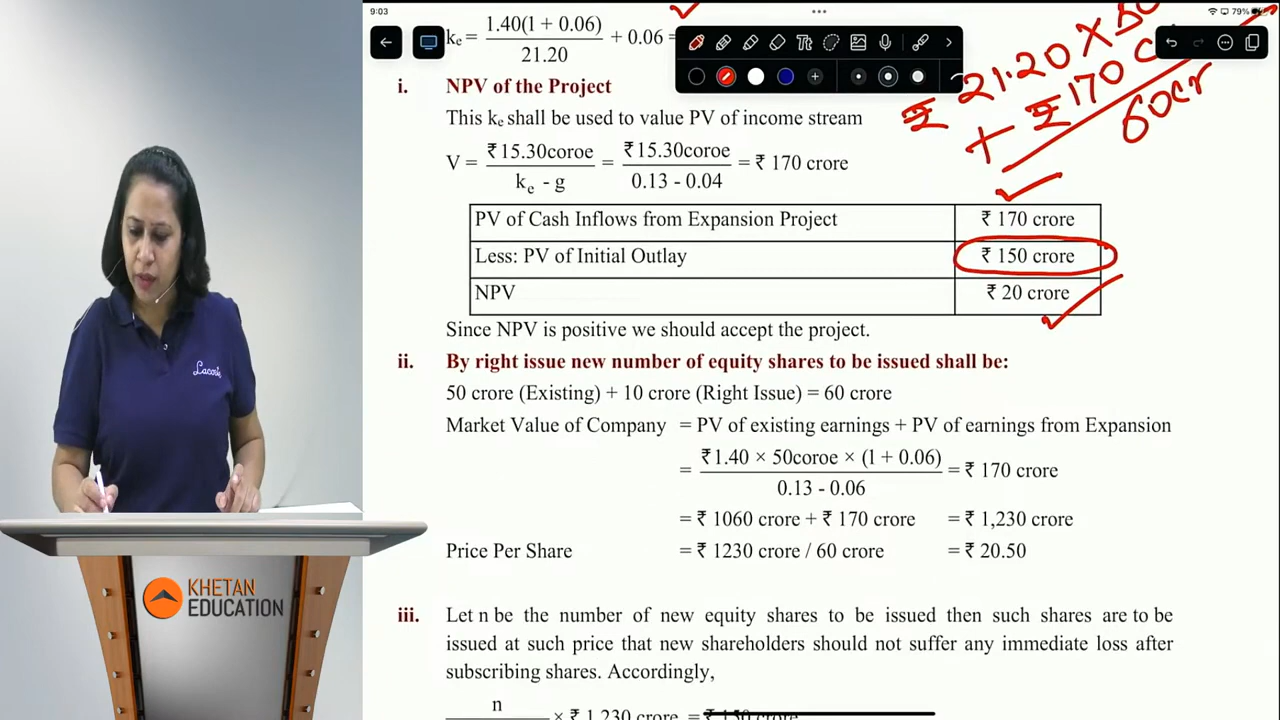 9:03
79%
ke = 1.40(1 + 0.06) / 21.20 + 0.06 =
₹ 21.20 ×
+ ₹170
60cr
i. NPV of the Project
This ke shall be used to value PV of income stream
V = ₹15.30coroe / ke - g = ₹15.30coroe / 0.13 - 0.04 = ₹ 170 crore
PV of Cash Inflows from Expansion Project ₹ 170 crore
Less: PV of Initial Outlay ₹ 150 crore
NPV ₹ 20 crore
Since NPV is positive we should accept the project.
ii. By right issue new number of equity shares to be issued shall be:
50 crore (Existing) + 10 crore (Right Issue) = 60 crore
Market Value of Company = PV of existing earnings + PV of earnings from Expansion
= ₹1.40 × 50coroe × (1 + 0.06) / 0.13 - 0.06 = ₹ 170 crore
= ₹ 1060 crore + ₹ 170 crore = ₹ 1,230 crore
Price Per Share = ₹ 1230 crore / 60 crore = ₹ 20.50
iii. Let n be the number of new equity shares to be issued then such shares are to be
issued at such price that new shareholders should not suffer any immediate loss after
subscribing shares. Accordingly,
n × ₹ 1,230 crore = ₹ 150 crore
Lacoste
KHETAN
EDUCATION